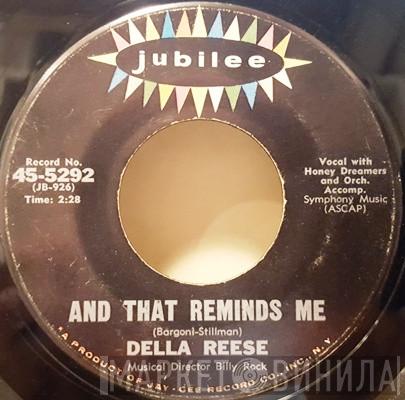 jubilee
Record No.
45-5292
(JB-926)
Time: 2:28
Vocal with
Honey Dreamers
and Orch.
Accomp.
Symphony Music
(ASCAP)
AND THAT REMINDS ME
(Bargoni-Stillman)
DELLA REESE
Musical Director Billy Rock
"A PRODUCT OF JAY-GEE RECORD CO., INC., N.Y.
МАРКЕТ ВИНИЛА